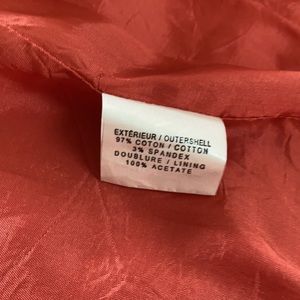 EXTÉRIEUR / OUTERSHELL
97% COTON / COTTON
3% SPANDEX
DOUBLURE / LINING
100% ACETATE